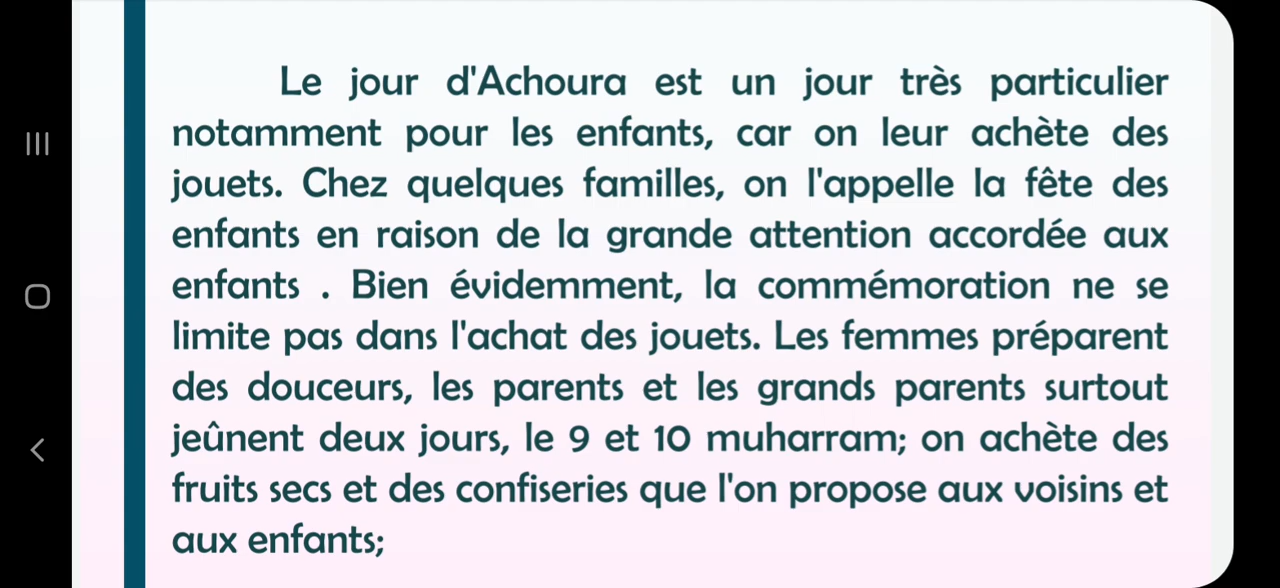 Le jour d'Achoura est un jour très particulier
notamment pour les enfants, car on leur achète des
jouets. Chez quelques familles, on l'appelle la fête des
enfants en raison de la grande attention accordée aux
enfants . Bien évidemment, la commémoration ne se
limite pas dans l'achat des jouets. Les femmes préparent
des douceurs, les parents et les grands parents surtout
jeûnent deux jours, le 9 et 10 muharram; on achète des
fruits secs et des confiseries que l'on propose aux voisins et
aux enfants;